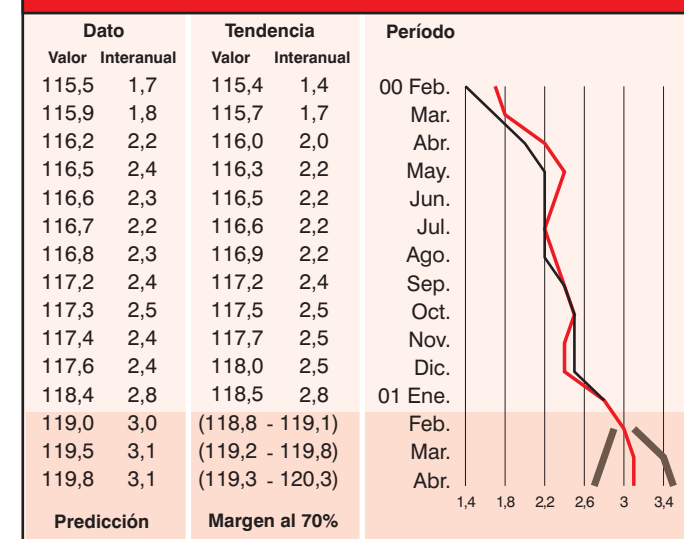 Dato Tendencia Período
Valor Interanual Valor Interanual
115,5 1,7 115,4 1,4 00 Feb.
115,9 1,8 115,7 1,7 Mar.
116,2 2,2 116,0 2,0 Abr.
116,5 2,4 116,3 2,2 May.
116,6 2,3 116,5 2,2 Jun.
116,7 2,2 116,6 2,2 Jul.
116,8 2,3 116,9 2,2 Ago.
117,2 2,4 117,2 2,4 Sep.
117,3 2,5 117,5 2,5 Oct.
117,4 2,4 117,7 2,5 Nov.
117,6 2,4 118,0 2,5 Dic.
118,4 2,8 118,5 2,8 01 Ene.
119,0 3,0 (118,8 - 119,1) Feb.
119,5 3,1 (119,2 - 119,8) Mar.
119,8 3,1 (119,3 - 120,3) Abr.
1,4 1,8 2,2 2,6 3 3,4
Predicción Margen al 70%